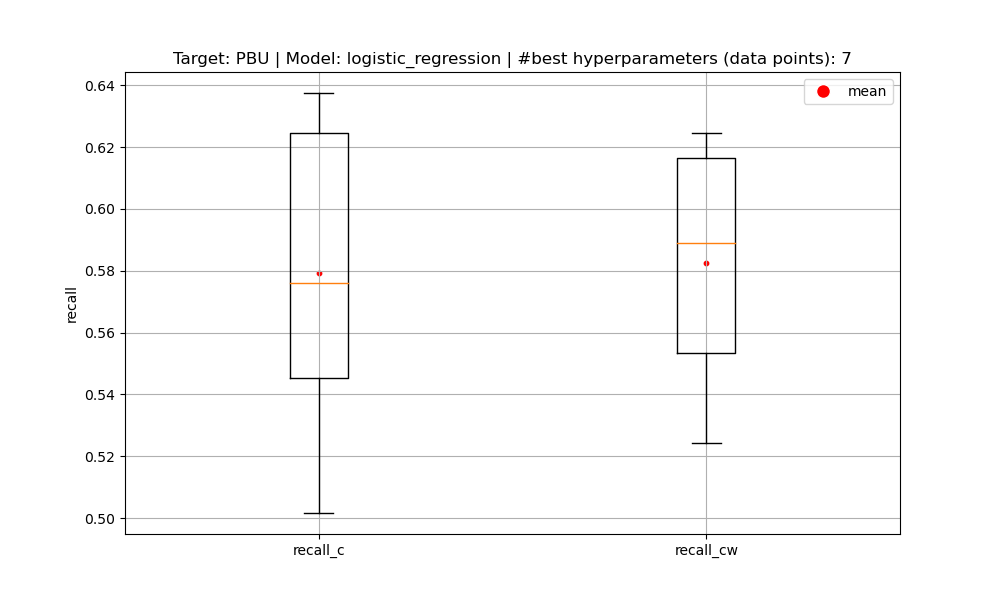 Target: PBU | Model: logistic_regression | #best hyperparameters (data points): 7
mean
0.64
0.62
0.60
0.58
0.56
0.54
0.52
0.50
recall
recall_c
recall_cw